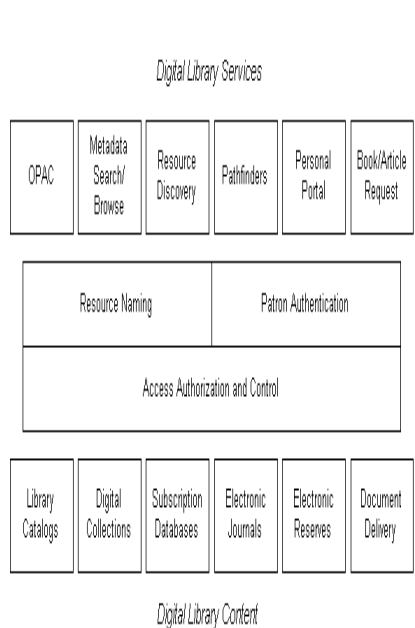 Digital Library Services
OPAC
Metadata
Search/
Browse
Resource
Discovery
Pathfinders
Personal
Portal
Book/Article
Request
Resource Naming
Patron Authentication
Access Authorization and Control
Library
Catalogs
Digital
Collections
Subscription
Databases
Electronic
Journals
Electronic
Reserves
Document
Delivery
Digital Library Content